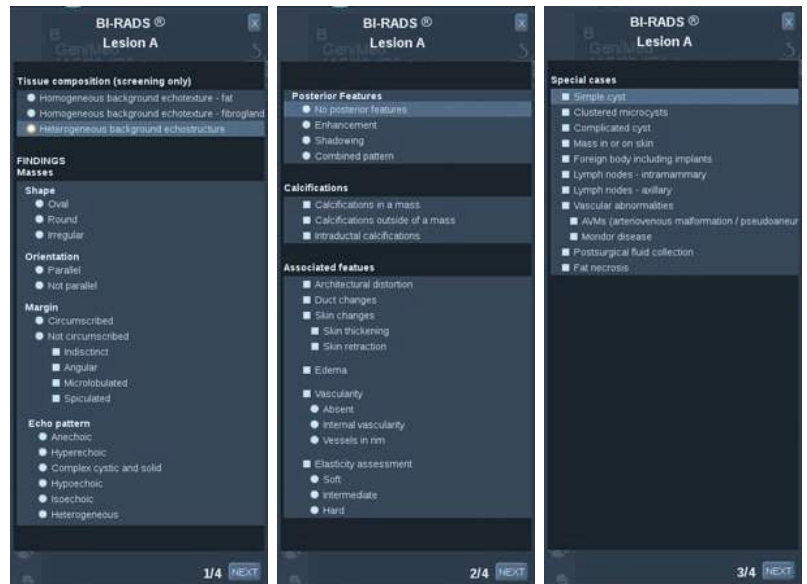 BI-RADS ®
Lesion A
Tissue composition (screening only)
Homogeneous background echotexture - fat
Homogeneous background echotexture - fibrogland
Heterogeneous background echostructure
FINDINGS
Masses
Shape
Oval
Round
Irregular
Orientation
Parallel
Not parallel
Margin
Circumscribed
Not circumscribed
Indisctinct
Angular
Microlobulated
Spiculated
Echo pattern
Anechoic
Hyperechoic
Complex cystic and solid
Hypoechoic
Isoechoic
Heterogeneous
1/4 NEXT
BI-RADS ®
Lesion A
Posterior Features
No posterior features
Enhancement
Shadowing
Combined pattern
Calcifications
Calcifications in a mass
Calcifications outside of a mass
Intraductal calcifications
Associated featues
Architectural distortion
Duct changes
Skin changes
Skin thickening
Skin retraction
Edema
Vascularity
Absent
Internal vascularity
Vessels in rim
Elasticity assessment
Soft
Intermediate
Hard
2/4 NEXT
BI-RADS ®
Lesion A
Special cases
Simple cyst
Clustered microcysts
Complicated cyst
Mass in or on skin
Foreign body including implants
Lymph nodes - intramammary
Lymph nodes - axillary
Vascular abnormalities
AVMs (arteriovenous malformation / pseudoaneur
Mondor disease
Postsurgical fluid collection
Fat necrosis
3/4 NEXT